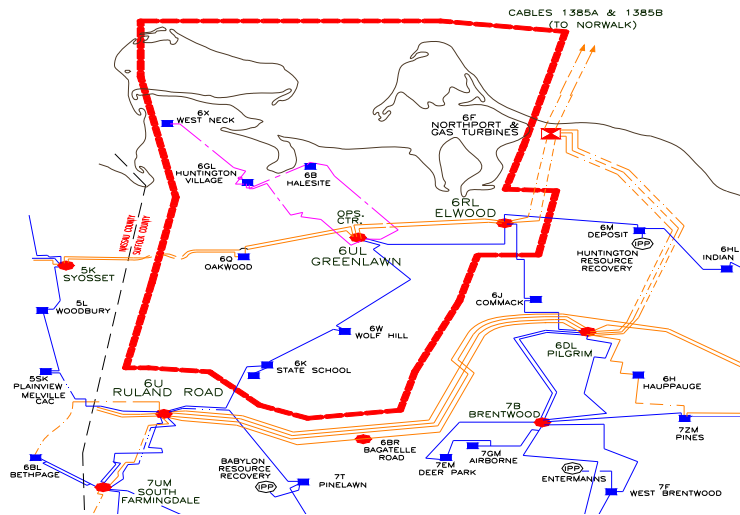 CABLES 1385A & 1385B
(TO NORWALK)
6X
WEST NECK
6F
NORTHPORT &
GAS TURBINES
6GL
HUNTINGTON
VILLAGE
6B
HALESITE
6RL
ELWOOD
OPS.
CTR.
6UL
GREENLAWN
NASSAU COUNTY
SUFFOLK COUNTY
6M
DEPOSIT
IPP
HUNTINGTON
RESOURCE
RECOVERY
6HL
INDIAN
5K
SYOSSET
6Q
OAKWOOD
5L
WOODBURY
6J
COMMACK
6W
WOLF HILL
6DL
PILGRIM
6K
STATE SCHOOL
5SK
PLAINVIEW
MELVILLE
CAC
6U
RULAND ROAD
6H
HAUPPAUGE
7B
BRENTWOOD
7ZM
PINES
6BR
BAGATELLE
ROAD
6BL
BETHPAGE
7UM
SOUTH
FARMINGDALE
BABYLON
RESOURCE
RECOVERY
IPP
7T
PINELAWN
7EM
DEER PARK
7GM
AIRBORNE
IPP
ENTERMANNS
7F
WEST BRENTWOOD